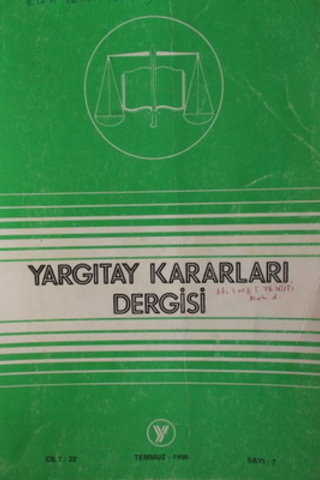 YARGITAY KARARLARI
DERGİSİ
CİLT : 22
TEMMUZ - 1996
SAYI : 7